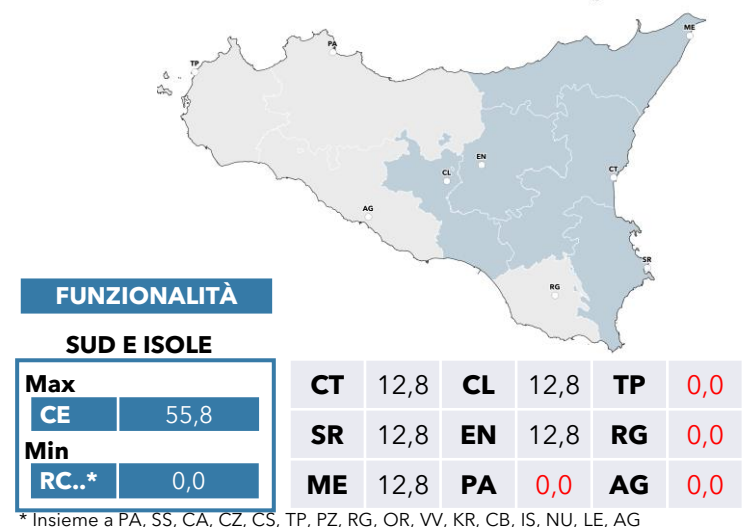 ME
PA
TP
EN
CL
CT
AG
SR
RG
FUNZIONALITÀ
SUD E ISOLE
Max
CE 55,8
Min
RC..* 0,0
CT 12,8 CL 12,8 TP 0,0
SR 12,8 EN 12,8 RG 0,0
ME 12,8 PA 0,0 AG 0,0
* Insieme a PA, SS, CA, CZ, CS, TP, PZ, RG, OR, VV, KR, CB, IS, NU, LE, AG